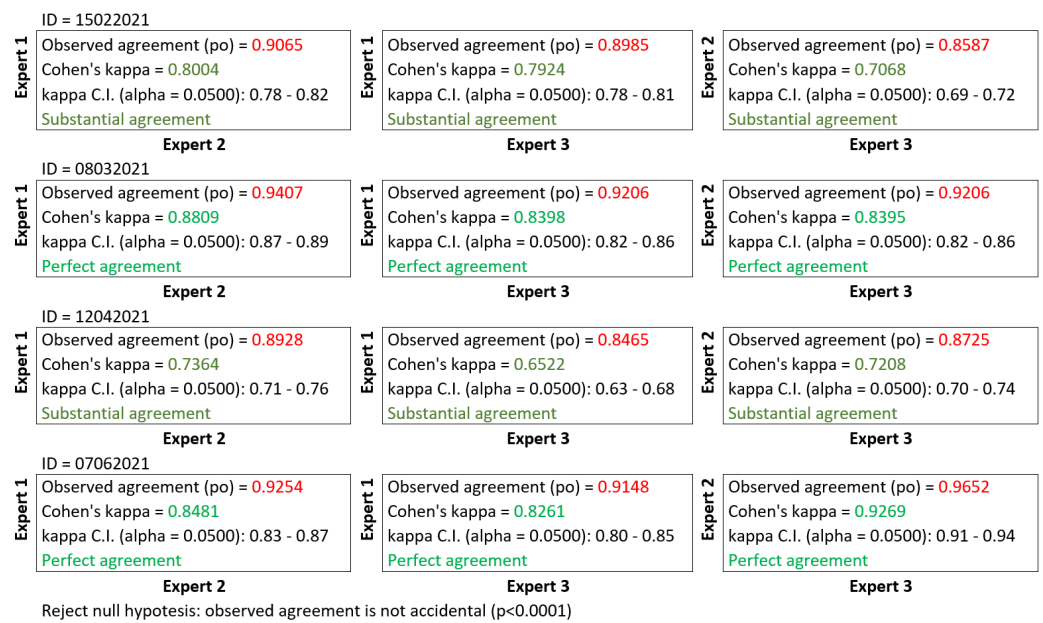 ID = 15022021
Expert 1
Observed agreement (po) = 0.9065
Cohen's kappa = 0.8004
kappa C.I. (alpha = 0.0500): 0.78 - 0.82
Substantial agreement
Expert 2
Expert 1
Observed agreement (po) = 0.8985
Cohen's kappa = 0.7924
kappa C.I. (alpha = 0.0500): 0.78 - 0.81
Substantial agreement
Expert 3
Expert 2
Observed agreement (po) = 0.8587
Cohen's kappa = 0.7068
kappa C.I. (alpha = 0.0500): 0.69 - 0.72
Substantial agreement
Expert 3
ID = 08032021
Expert 1
Observed agreement (po) = 0.9407
Cohen's kappa = 0.8809
kappa C.I. (alpha = 0.0500): 0.87 - 0.89
Perfect agreement
Expert 2
Expert 1
Observed agreement (po) = 0.9206
Cohen's kappa = 0.8398
kappa C.I. (alpha = 0.0500): 0.82 - 0.86
Perfect agreement
Expert 3
Expert 2
Observed agreement (po) = 0.9206
Cohen's kappa = 0.8395
kappa C.I. (alpha = 0.0500): 0.82 - 0.86
Perfect agreement
Expert 3
ID = 12042021
Expert 1
Observed agreement (po) = 0.8928
Cohen's kappa = 0.7364
kappa C.I. (alpha = 0.0500): 0.71 - 0.76
Substantial agreement
Expert 2
Expert 1
Observed agreement (po) = 0.8465
Cohen's kappa = 0.6522
kappa C.I. (alpha = 0.0500): 0.63 - 0.68
Substantial agreement
Expert 3
Expert 2
Observed agreement (po) = 0.8725
Cohen's kappa = 0.7208
kappa C.I. (alpha = 0.0500): 0.70 - 0.74
Substantial agreement
Expert 3
ID = 07062021
Expert 1
Observed agreement (po) = 0.9254
Cohen's kappa = 0.8481
kappa C.I. (alpha = 0.0500): 0.83 - 0.87
Perfect agreement
Expert 2
Expert 1
Observed agreement (po) = 0.9148
Cohen's kappa = 0.8261
kappa C.I. (alpha = 0.0500): 0.80 - 0.85
Perfect agreement
Expert 3
Expert 2
Observed agreement (po) = 0.9652
Cohen's kappa = 0.9269
kappa C.I. (alpha = 0.0500): 0.91 - 0.94
Perfect agreement
Expert 3
Reject null hypotesis: observed agreement is not accidental (p<0.0001)